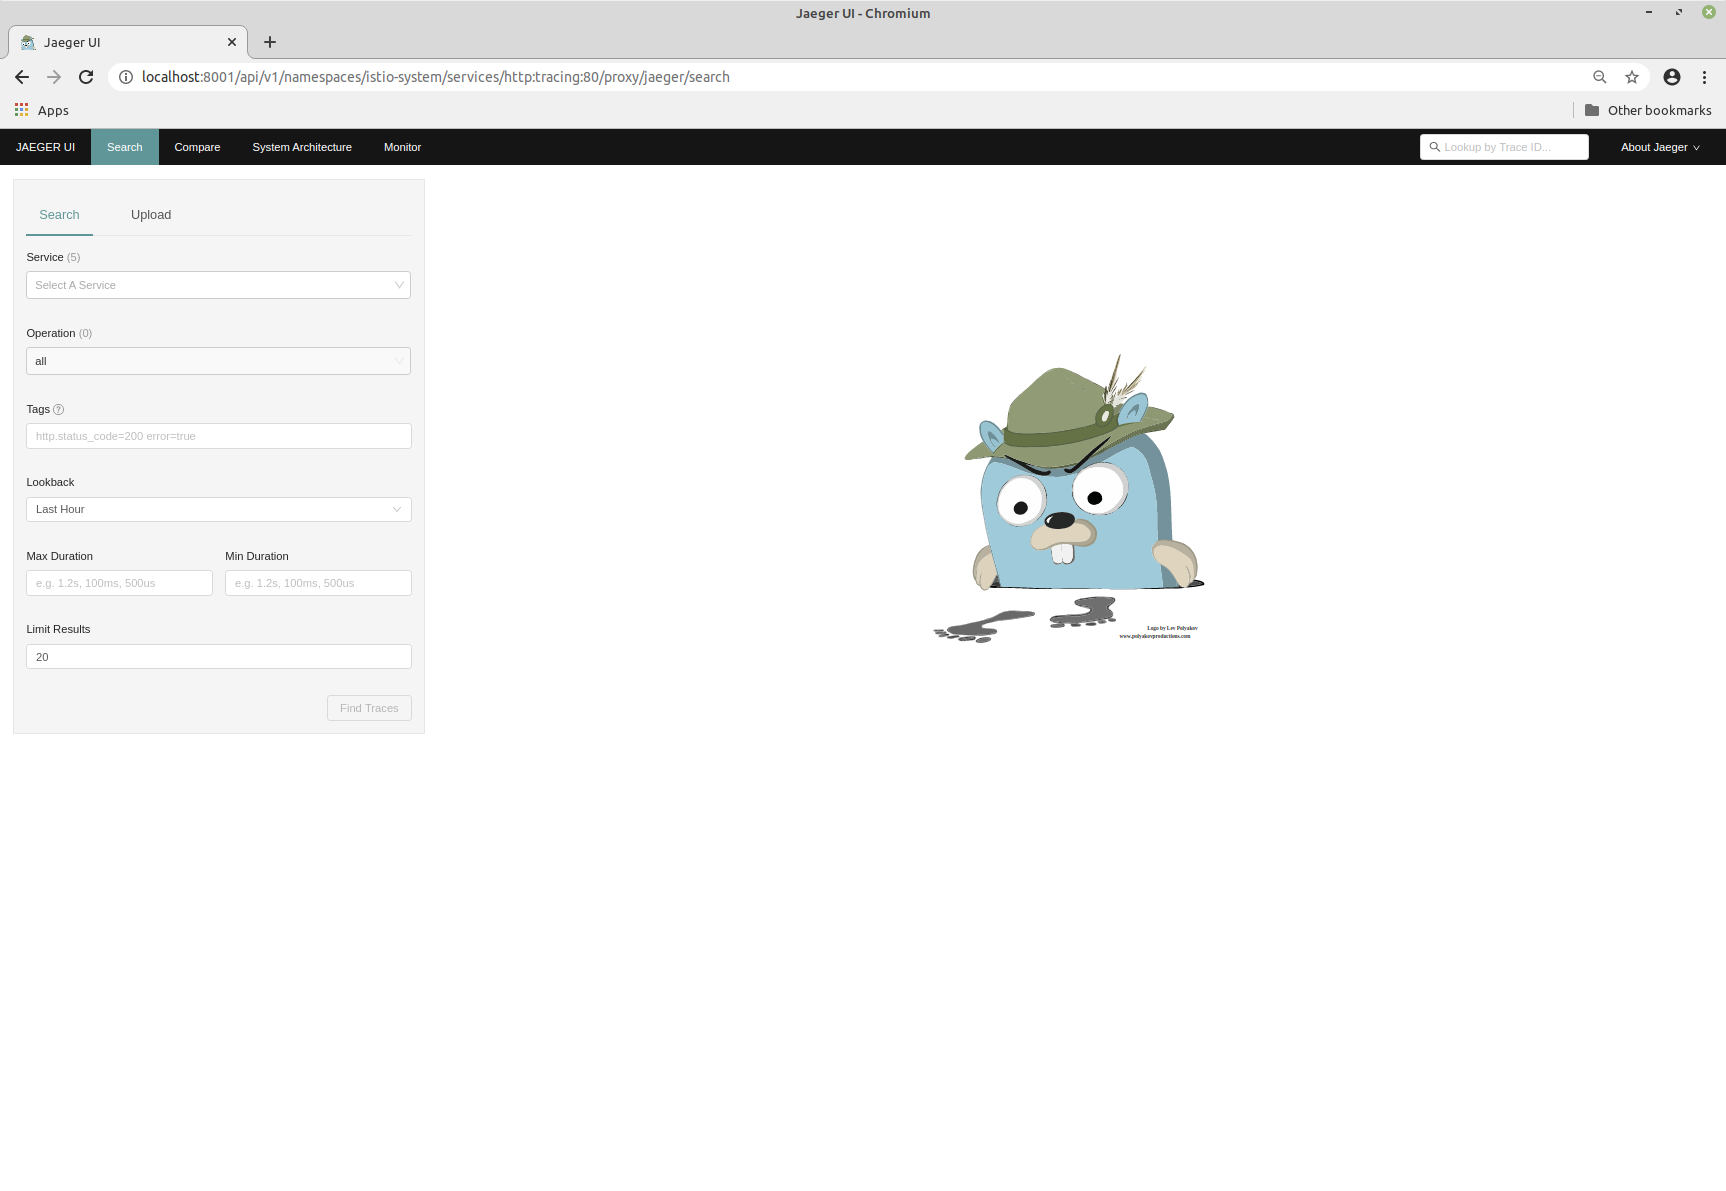 Jaeger UI - Chromium
Jaeger UI
localhost:8001/api/v1/namespaces/istio-system/services/http:tracing:80/proxy/jaeger/search
Apps
Other bookmarks
JAEGER UI Search Compare System Architecture Monitor Lookup by Trace ID... About Jaeger
Search Upload
Service (5)
Select A Service
Operation (0)
all
Tags ?
http.status_code=200 error=true
Lookback
Last Hour
Max Duration Min Duration
e.g. 1.2s, 100ms, 500us e.g. 1.2s, 100ms, 500us
Limit Results
20
Find Traces
Logo by Lev Polyakov
www.polyakovproductions.com